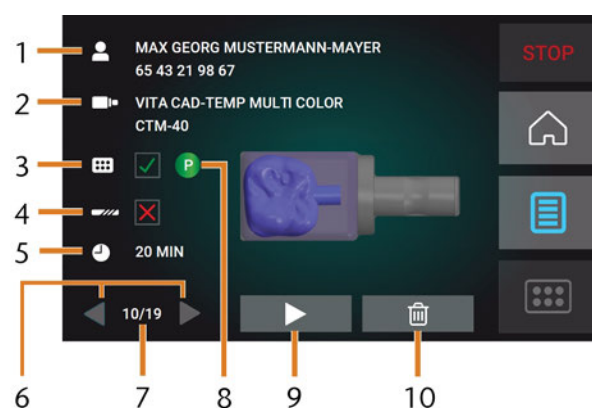 1
MAX GEORG MUSTERMANN-MAYER
65 43 21 98 67
STOP
2
VITA CAD-TEMP MULTI COLOR
CTM-40
3
P
4
5
20 MIN
10/19
6
7
8
9
10